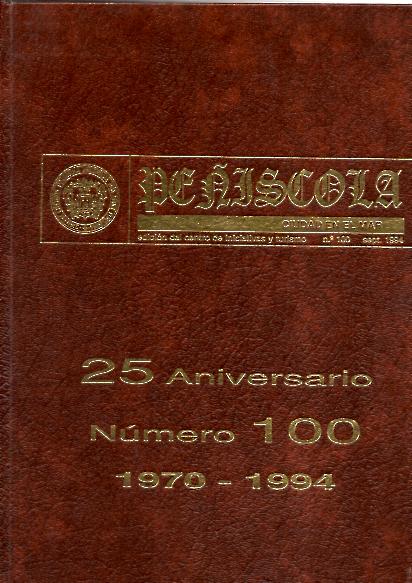 PEÑISCOLA
CIUDAD EN EL MAR
edición del centro de iniciativas y turismo n.º 100 sept. 1994
25 Aniversario
Número 100
1970 - 1994